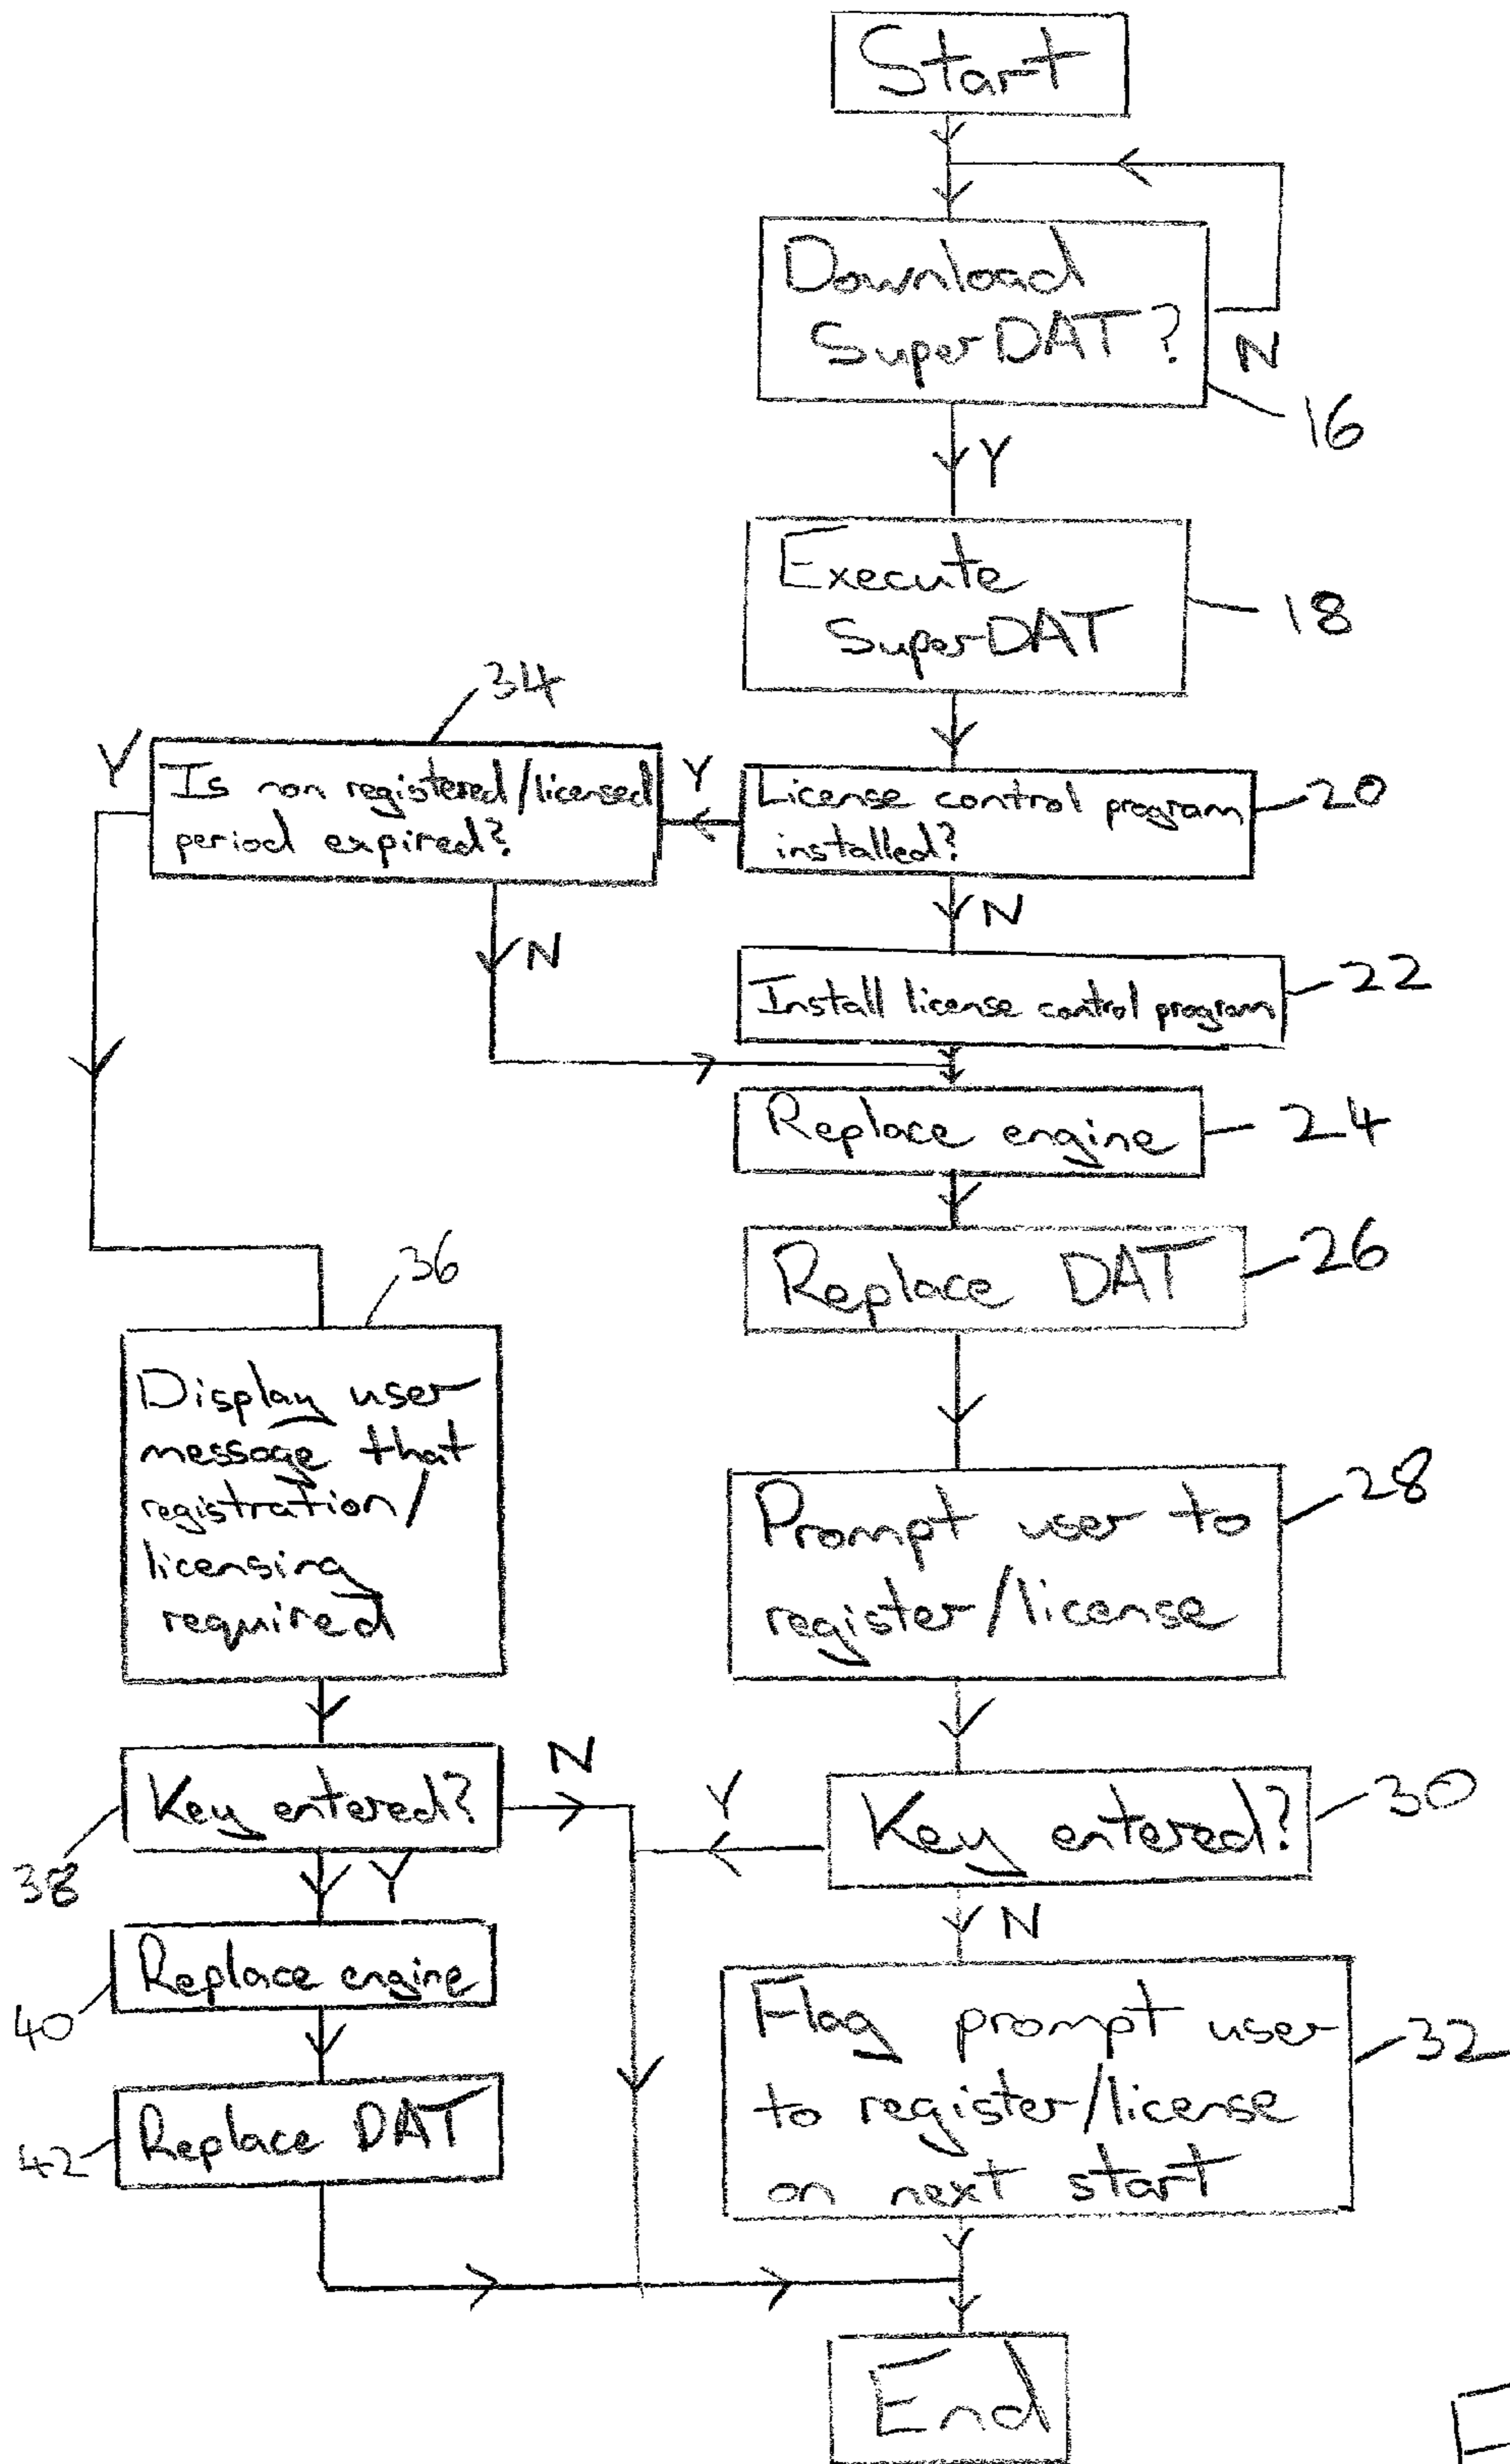 Start
Download
SuperDAT?
N
16
Y
Execute
SuperDAT
18
34
Y
Is non registered/licensed
period expired?
Y
License control program
installed?
20
N
N
Install license control program
22
Replace engine
24
Replace DAT
26
36
Display user
message that
registration/
licensing
required
Prompt user to
register/license
28
Key entered?
N
38
Y
Y
Key entered?
30
N
Replace engine
40
Replace DAT
42
Flag prompt user
to register/license
on next start
32
End